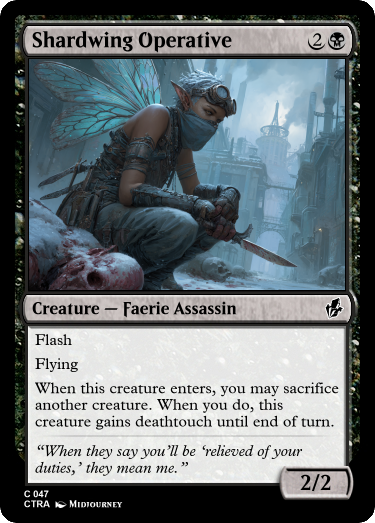 Shardwing Operative 2
Creature — Faerie Assassin
Flash
Flying
When this creature enters, you may sacrifice
another creature. When you do, this
creature gains deathtouch until end of turn.
“When they say you’ll be ‘relieved of your
duties,’ they mean me.”
2/2
C 047
CTRA Midjourney